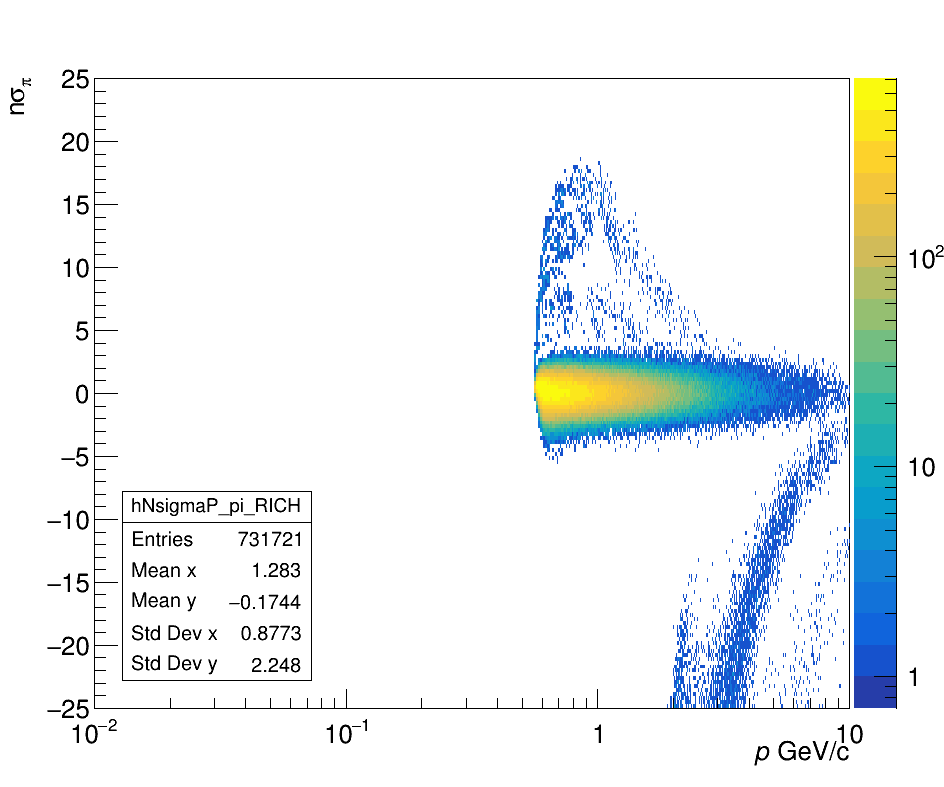 nσπ
25
20
15
10
5
0
−5
−10
−15
−20
−25
hNsigmaP_pi_RICH
Entries 731721
Mean x 1.283
Mean y −0.1744
Std Dev x 0.8773
Std Dev y 2.248
10−2
10−1
1
10
p GeV/c
102
10
1